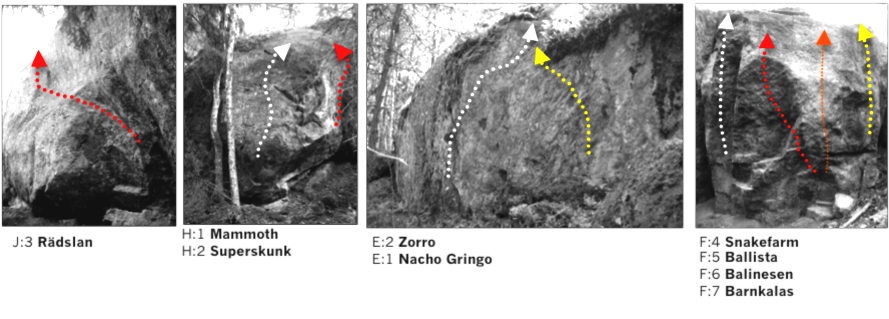 J:3 Rädslan
H:1 Mammoth
H:2 Superskunk
E:2 Zorro
E:1 Nacho Gringo
F:4 Snakefarm
F:5 Ballista
F:6 Balinesen
F:7 Barnkalas